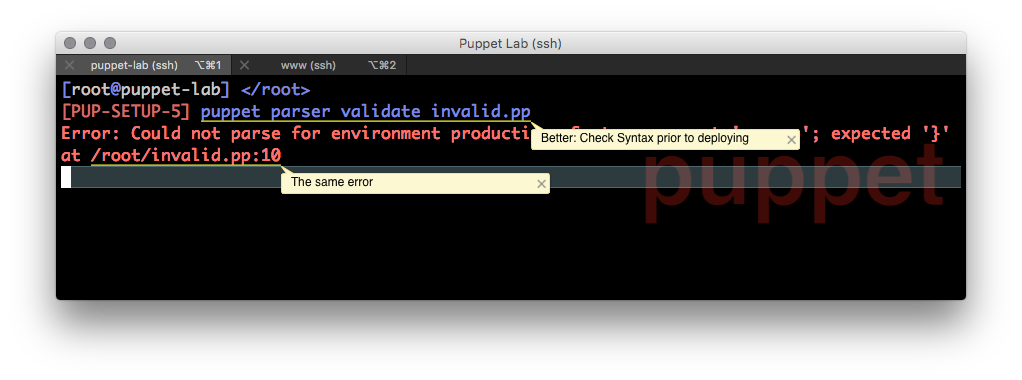 Puppet Lab (ssh)
puppet-lab (ssh) ⌥⌘1 www (ssh) ⌥⌘2
[root@puppet-lab] </root>
[PUP-SETUP-5] puppet parser validate invalid.pp
Error: Could not parse for environment '; expected '}'
Better: Check Syntax prior to deploying
at /root/invalid.pp:10
The same error
puppet